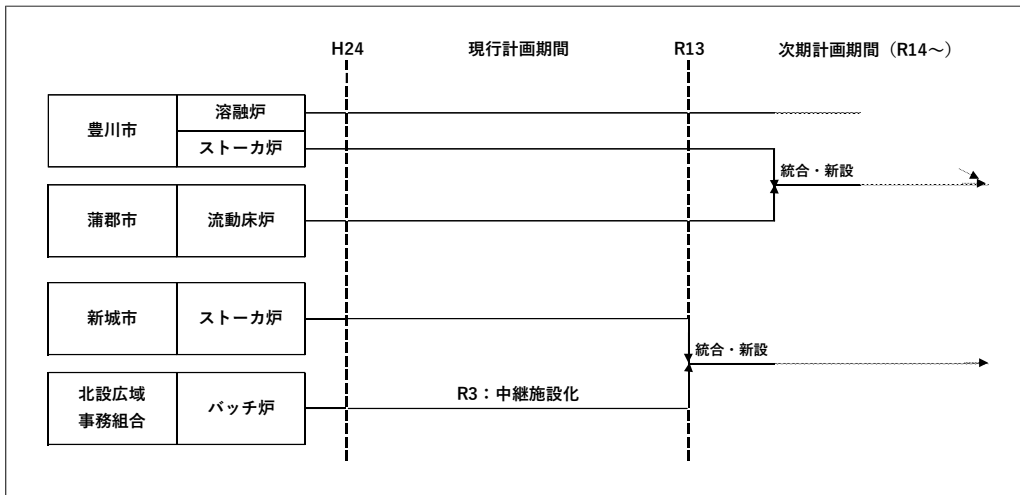 H24
現行計画期間
R13
次期計画期間（R14～）
豊川市
溶融炉
ストーカ炉
統合・新設
蒲郡市
流動床炉
新城市
ストーカ炉
統合・新設
北設広域
事務組合
バッチ炉
R3：中継施設化